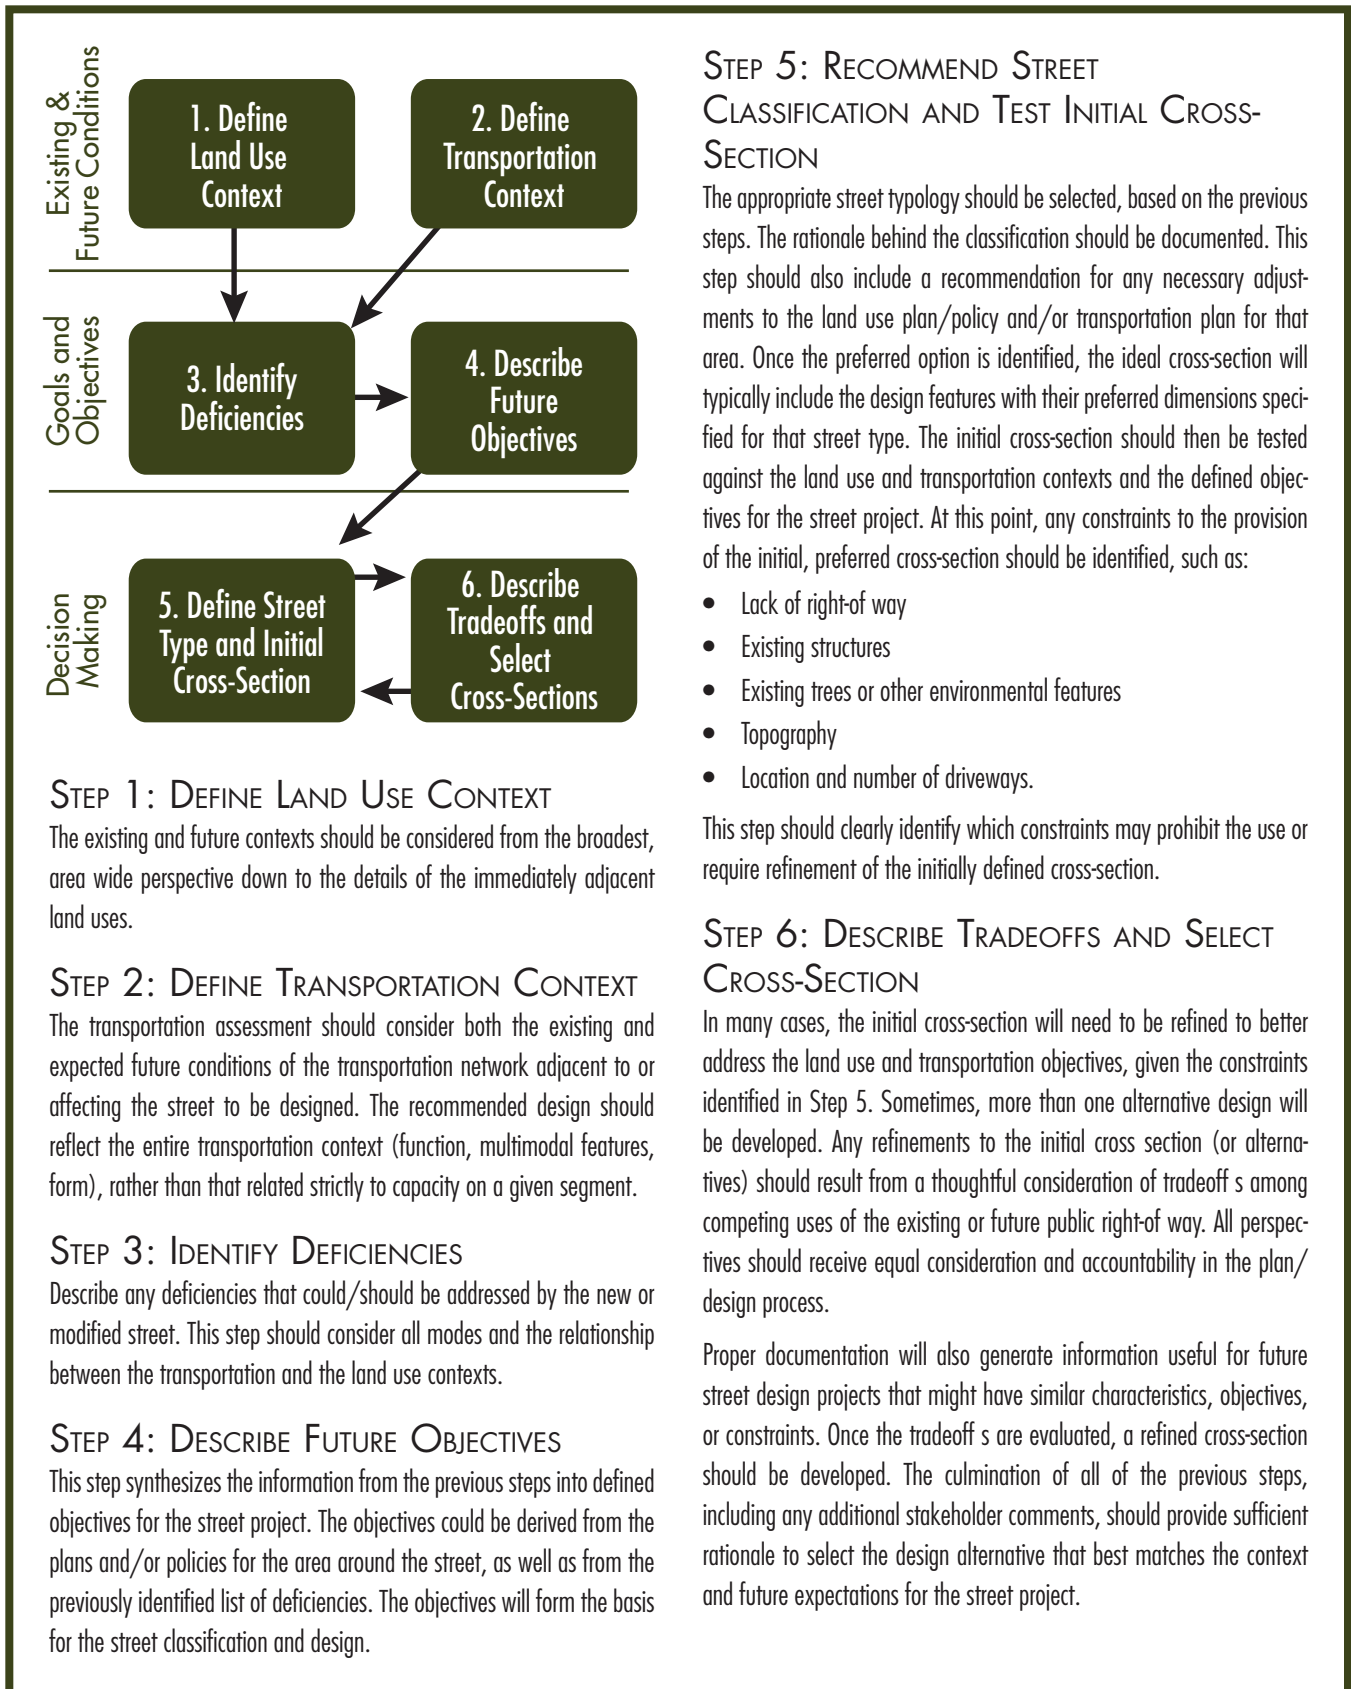 Existing &
Future Conditions
1. Define
Land Use
Context
2. Define
Transportation
Context
Goals and
Objectives
3. Identify
Deficiencies
4. Describe
Future
Objectives
Decision
Making
5. Define Street
Type and Initial
Cross-Section
6. Describe
Tradeoffs and
Select
Cross-Sections
Step 1: Define Land Use Context
The existing and future contexts should be considered from the broadest,
area wide perspective down to the details of the immediately adjacent
land uses.
Step 2: Define Transportation Context
The transportation assessment should consider both the existing and
expected future conditions of the transportation network adjacent to or
affecting the street to be designed. The recommended design should
reflect the entire transportation context (function, multimodal features,
form), rather than that related strictly to capacity on a given segment.
Step 3: Identify Deficiencies
Describe any deficiencies that could/should be addressed by the new or
modified street. This step should consider all modes and the relationship
between the transportation and the land use contexts.
Step 4: Describe Future Objectives
This step synthesizes the information from the previous steps into defined
objectives for the street project. The objectives could be derived from the
plans and/or policies for the area around the street, as well as from the
previously identified list of deficiencies. The objectives will form the basis
for the street classification and design.
Step 5: Recommend Street
Classification and Test Initial Cross-
Section
The appropriate street typology should be selected, based on the previous
steps. The rationale behind the classification should be documented. This
step should also include a recommendation for any necessary adjust-
ments to the land use plan/policy and/or transportation plan for that
area. Once the preferred option is identified, the ideal cross-section will
typically include the design features with their preferred dimensions speci-
fied for that street type. The initial cross-section should then be tested
against the land use and transportation contexts and the defined objec-
tives for the street project. At this point, any constraints to the provision
of the initial, preferred cross-section should be identified, such as:
• Lack of right-of way
• Existing structures
• Existing trees or other environmental features
• Topography
• Location and number of driveways.
This step should clearly identify which constraints may prohibit the use or
require refinement of the initially defined cross-section.
Step 6: Describe Tradeoffs and Select
Cross-Section
In many cases, the initial cross-section will need to be refined to better
address the land use and transportation objectives, given the constraints
identified in Step 5. Sometimes, more than one alternative design will
be developed. Any refinements to the initial cross section (or alterna-
tives) should result from a thoughtful consideration of tradeoff s among
competing uses of the existing or future public right-of way. All perspec-
tives should receive equal consideration and accountability in the plan/
design process.
Proper documentation will also generate information useful for future
street design projects that might have similar characteristics, objectives,
or constraints. Once the tradeoff s are evaluated, a refined cross-section
should be developed. The culmination of all of the previous steps,
including any additional stakeholder comments, should provide sufficient
rationale to select the design alternative that best matches the context
and future expectations for the street project.